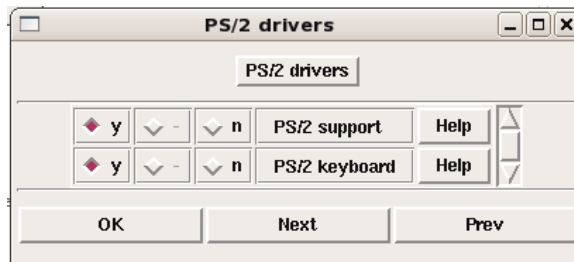 PS/2 drivers
PS/2 drivers
y - n PS/2 support Help
y - n PS/2 keyboard Help
OK Next Prev